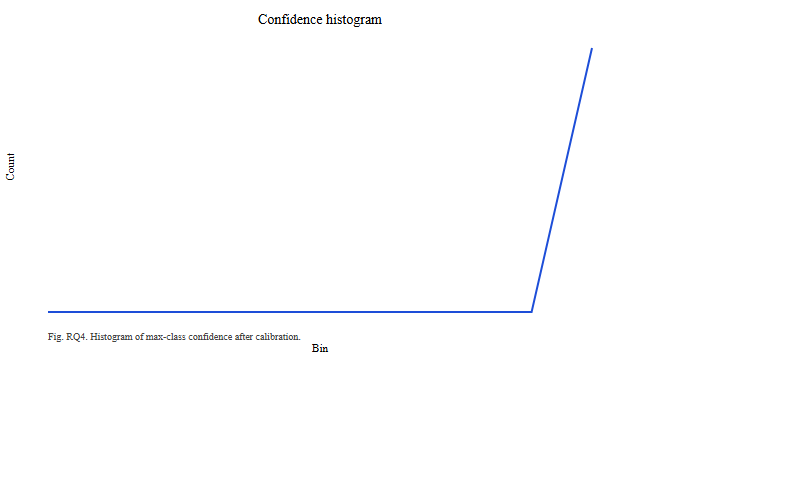 Confidence histogram
Count
Fig. RQ4. Histogram of max-class confidence after calibration.
Bin